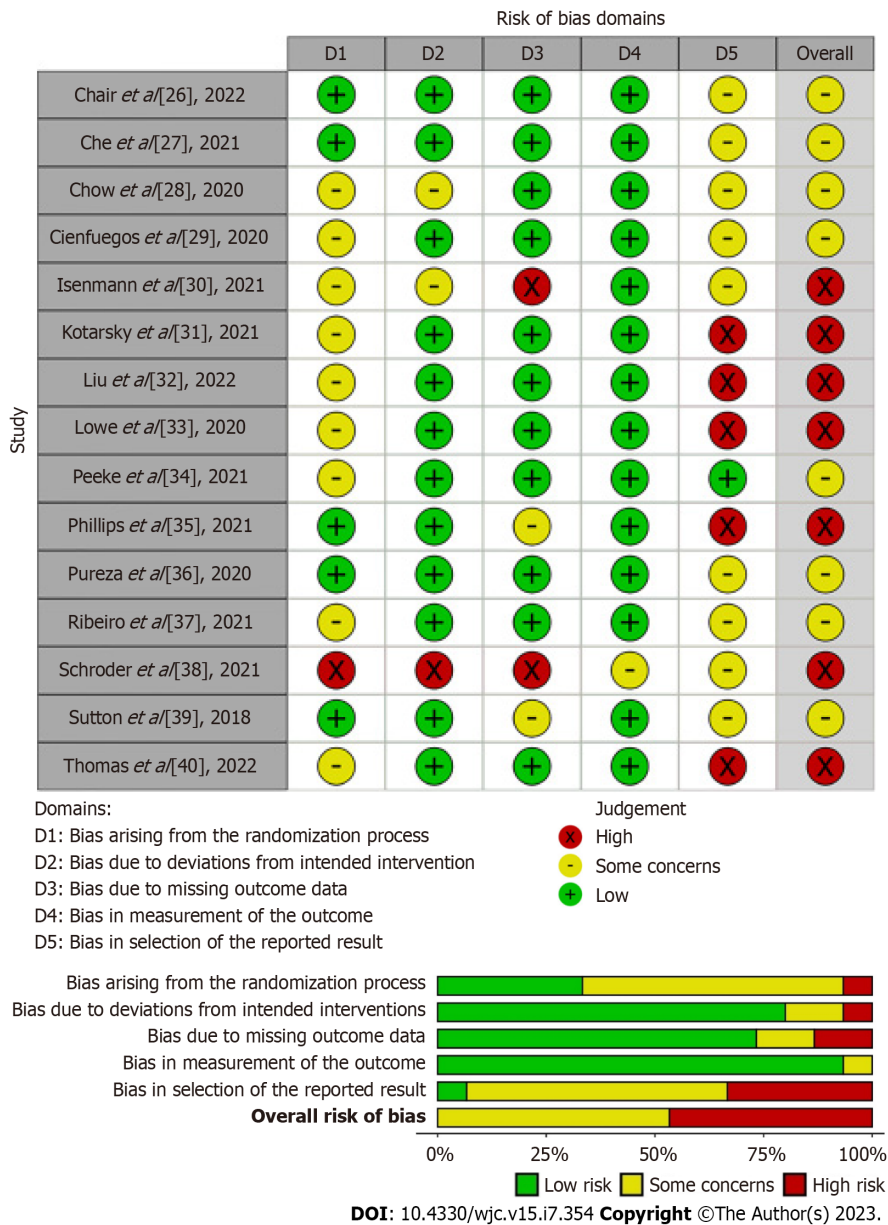 Risk of bias domains
D1 D2 D3 D4 D5 Overall
Study
Chair et al[26], 2022 + + + + - -
Che et al[27], 2021 + + + + - -
Chow et al[28], 2020 - - + + - -
Cienfuegos et al[29], 2020 - + + + - -
Isenmann et al[30], 2021 - - X + - X
Kotarsky et al[31], 2021 - + + + X X
Liu et al[32], 2022 - + + + X X
Lowe et al[33], 2020 - + + + X X
Peeke et al[34], 2021 - + + + + -
Phillips et al[35], 2021 + + - + X X
Pureza et al[36], 2020 + + + + - -
Ribeiro et al[37], 2021 - + + + - -
Schroder et al[38], 2021 X X X - - X
Sutton et al[39], 2018 + + - + - -
Thomas et al[40], 2022 - + + + X X
Domains:
D1: Bias arising from the randomization process
D2: Bias due to deviations from intended intervention
D3: Bias due to missing outcome data
D4: Bias in measurement of the outcome
D5: Bias in selection of the reported result
Judgement
X High
- Some concerns
+ Low
Bias arising from the randomization process
Bias due to deviations from intended interventions
Bias due to missing outcome data
Bias in measurement of the outcome
Bias in selection of the reported result
Overall risk of bias
0% 25% 50% 75% 100%
Low risk Some concerns High risk
DOI: 10.4330/wjc.v15.i7.354 Copyright ©The Author(s) 2023.